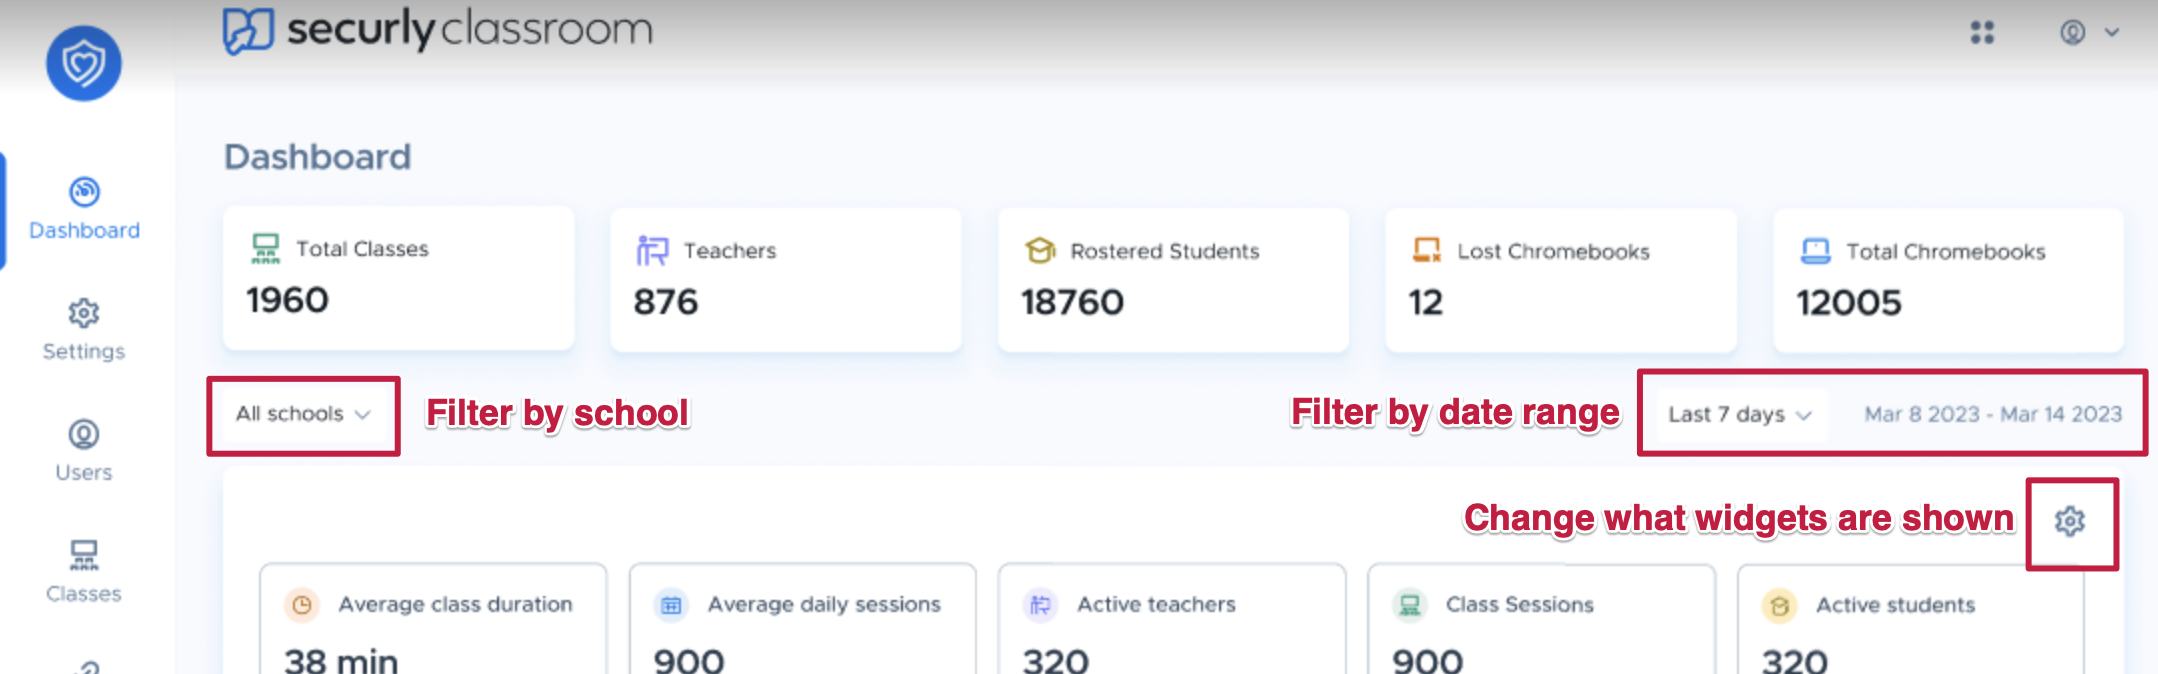 securly classroom
Dashboard
Settings
Users
Classes
Dashboard
Total Classes
1960
Teachers
876
Rostered Students
18760
Lost Chromebooks
12
Total Chromebooks
12005
All schools
Filter by school
Filter by date range
Last 7 days
Mar 8 2023 - Mar 14 2023
Change what widgets are shown
Average class duration
38 min
Average daily sessions
900
Active teachers
320
Class Sessions
900
Active students
320